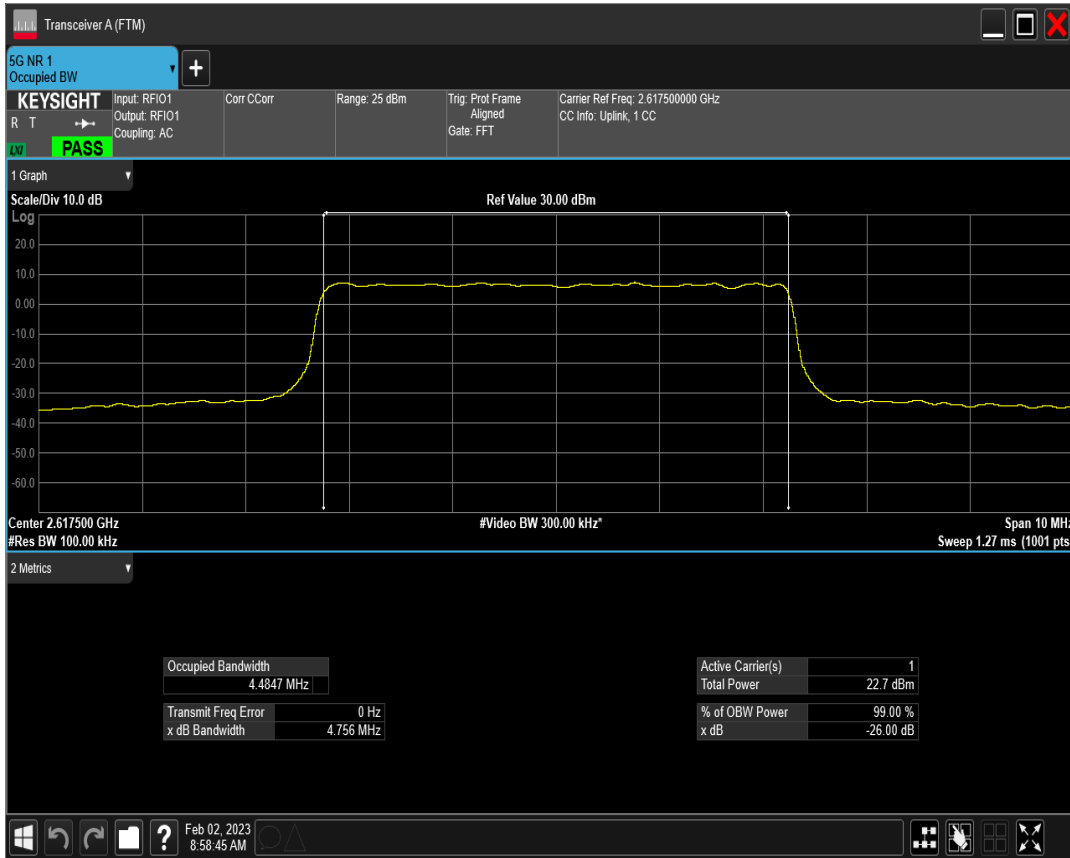 Transceiver A (FTM)
5G NR 1
Occupied BW
+
KEYSIGHT
R T
LXI
PASS
Input: RFIO1
Output: RFIO1
Coupling: AC
Corr CCorr
Range: 25 dBm
Trig: Prot Frame
Aligned
Gate: FFT
Carrier Ref Freq: 2.617500000 GHz
CC Info: Uplink, 1 CC
1 Graph
Scale/Div 10.0 dB
Ref Value 30.00 dBm
Log
20.0
10.0
0.00
-10.0
-20.0
-30.0
-40.0
-50.0
-60.0
Center 2.617500 GHz
#Video BW 300.00 kHz*
Span 10 MHz
#Res BW 100.00 kHz
Sweep 1.27 ms (1001 pts
2 Metrics
Occupied Bandwidth
4.4847 MHz
Transmit Freq Error 0 Hz
x dB Bandwidth 4.756 MHz
Active Carrier(s) 1
Total Power 22.7 dBm
% of OBW Power 99.00 %
x dB -26.00 dB
?
Feb 02, 2023
8:58:45 AM